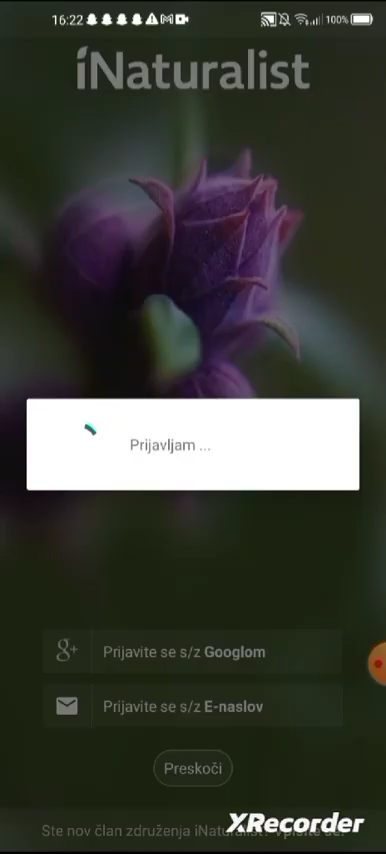 16:22
100%
iNaturalist
Prijavljam ...
g+ Prijavite se s/z Googlom
Prijavite se s/z E-naslov
Preskoči
Ste nov član združenja iNaturalist?
XRecorder